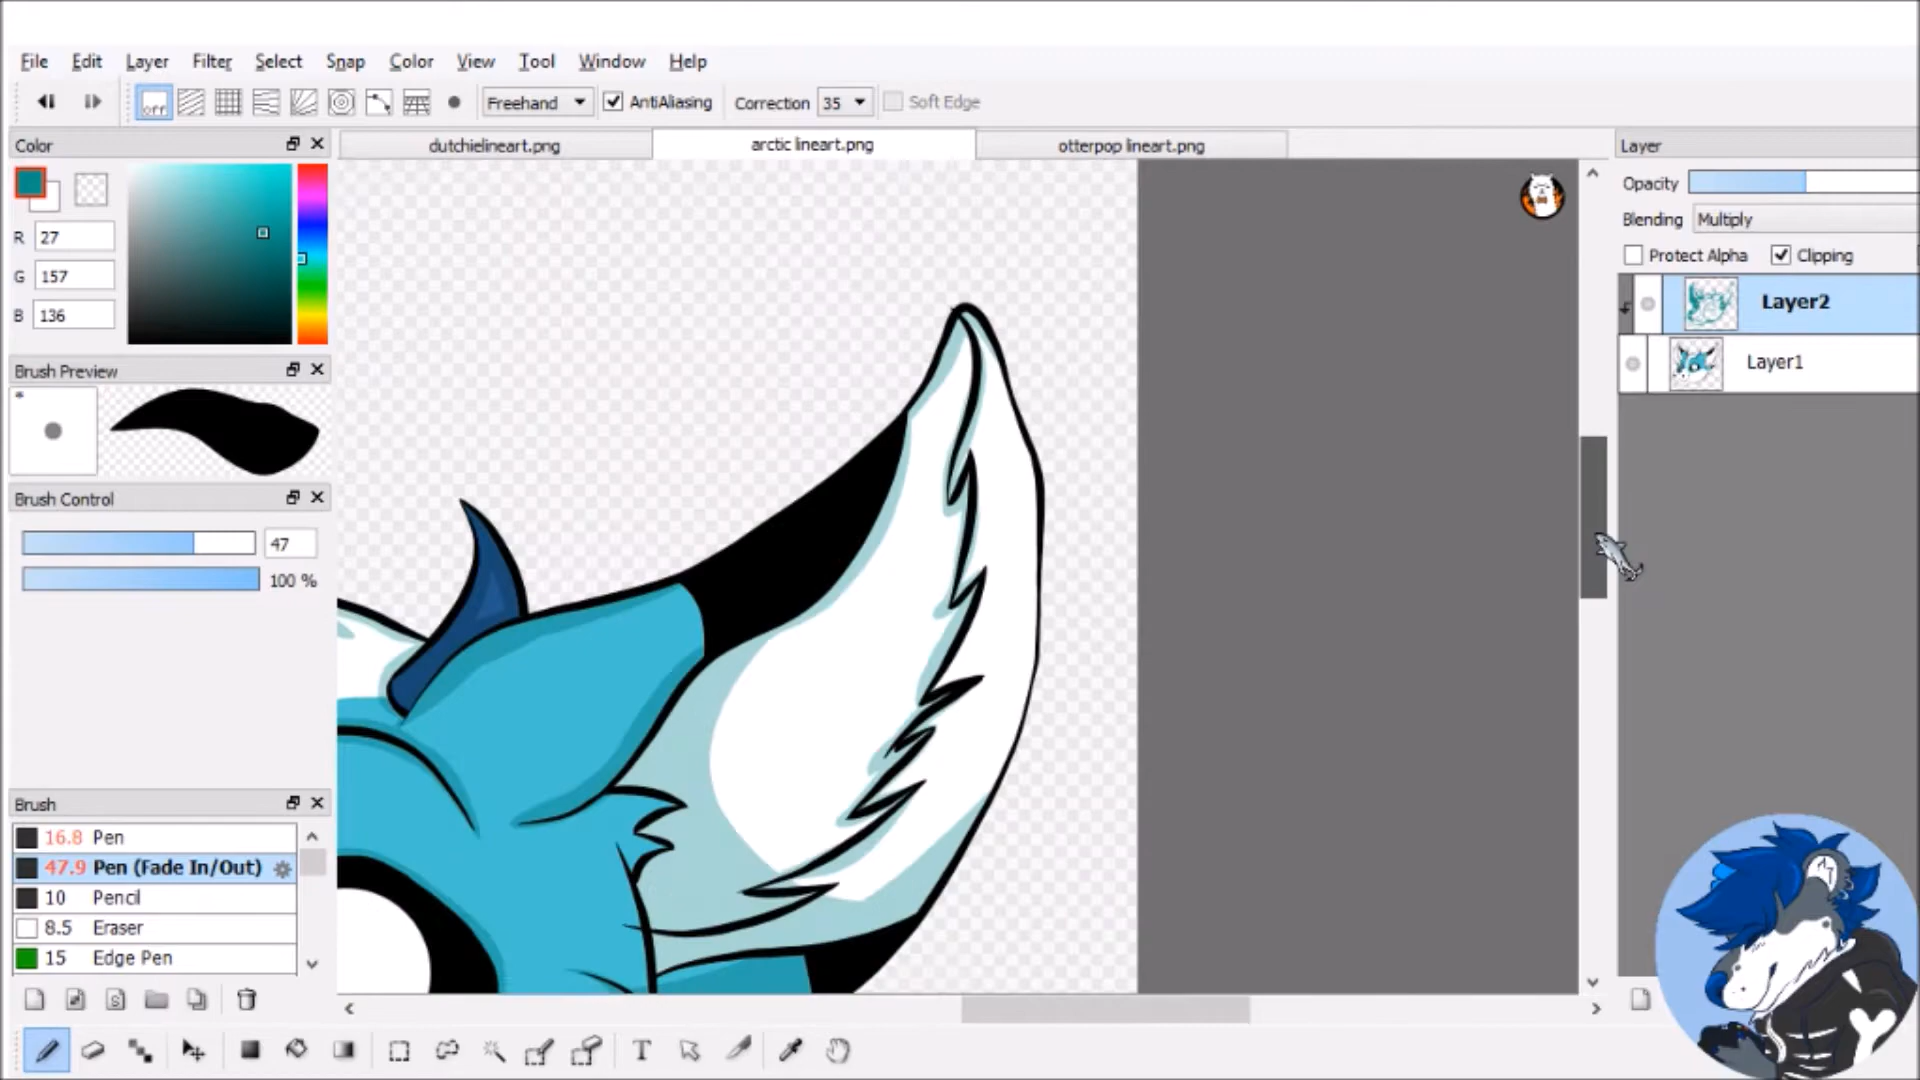 File Edit Layer Filter Select Snap Color View Tool Window Help
off Freehand AntiAliasing Correction 35 Soft Edge
Color
dutchielineart.png arctic lineart.png otterpop lineart.png
Layer
Opacity
Blending Multiply
Protect Alpha Clipping
Layer2
Layer1
R 27
G 157
B 136
Brush Preview
*
Brush Control
47
100 %
Brush
16.8 Pen
47.9 Pen (Fade In/Out)
10 Pencil
8.5 Eraser
15 Edge Pen
S
T